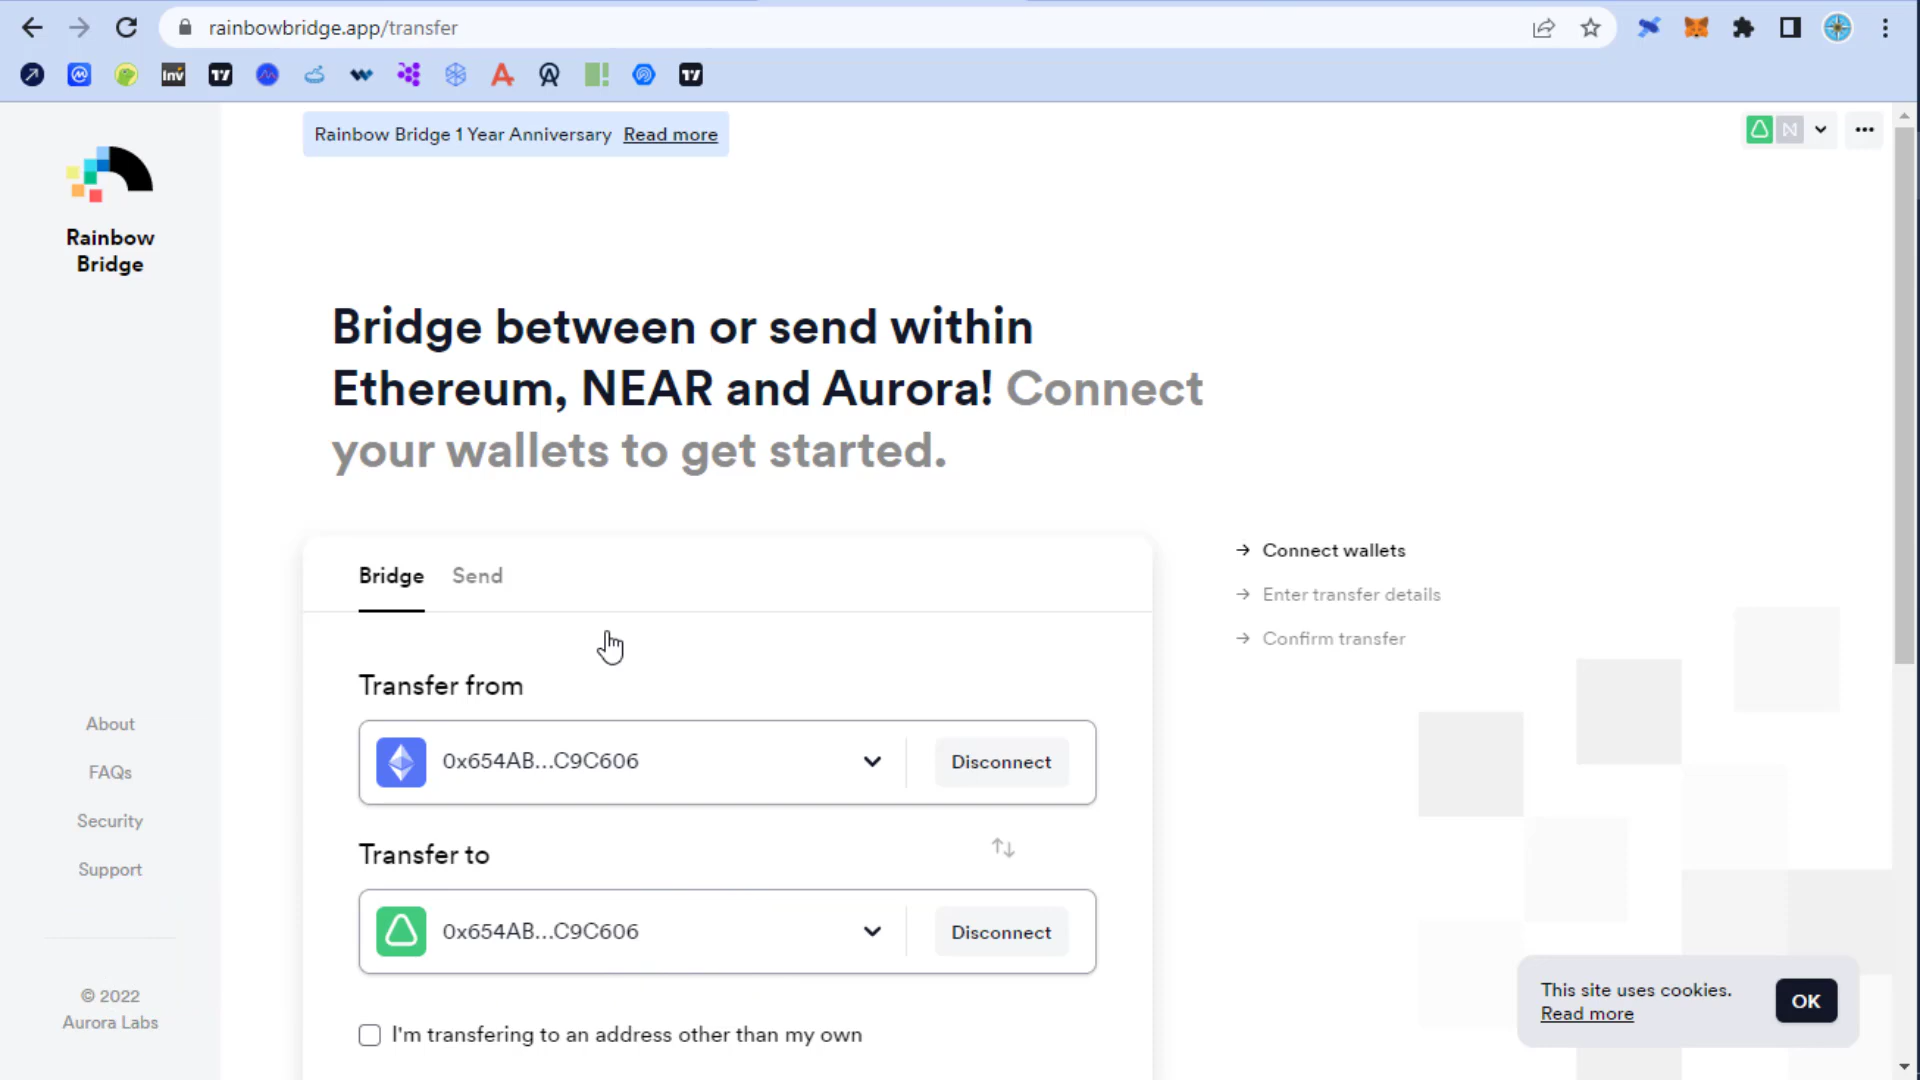 rainbowbridge.app/transfer
Inv
Rainbow Bridge 1 Year Anniversary Read more
Rainbow
Bridge
Bridge between or send within
Ethereum, NEAR and Aurora! Connect
your wallets to get started.
Bridge Send
→ Connect wallets
→ Enter transfer details
→ Confirm transfer
Transfer from
0x654AB...C9C606
Disconnect
Transfer to
0x654AB...C9C606
Disconnect
I'm transfering to an address other than my own
About
FAQs
Security
Support
© 2022
Aurora Labs
This site uses cookies.
Read more
OK